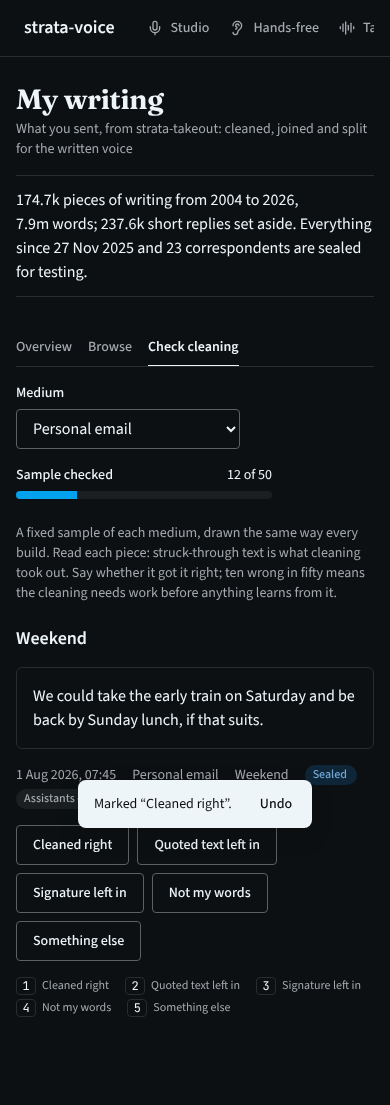 strata-voice Studio Hands-free
My writing
What you sent, from strata-takeout: cleaned, joined and split
for the written voice
174.7k pieces of writing from 2004 to 2026,
7.9m words; 237.6k short replies set aside. Everything
since 27 Nov 2025 and 23 correspondents are sealed
for testing.
Overview Browse Check cleaning
Medium
Personal email
Sample checked 12 of 50
A fixed sample of each medium, drawn the same way every
build. Read each piece: struck-through text is what cleaning
took out. Say whether it got it right; ten wrong in fifty means
the cleaning needs work before anything learns from it.
Weekend
We could take the early train on Saturday and be
back by Sunday lunch, if that suits.
1 Aug 2026, 07:45 Personal email Weekend Sealed
Assistants
Marked “Cleaned right”. Undo
Cleaned right Quoted text left in
Signature left in Not my words
Something else
1 Cleaned right 2 Quoted text left in 3 Signature left in
4 Not my words 5 Something else